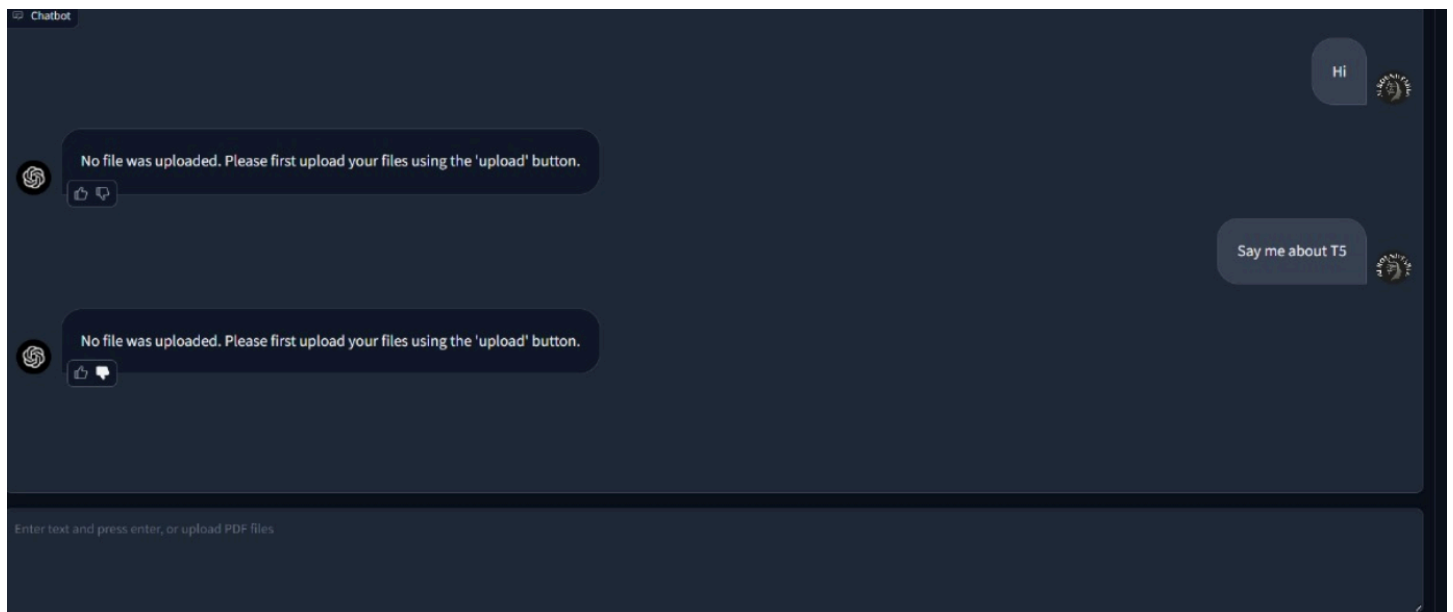 Chatbot
Hi
No file was uploaded. Please first upload your files using the 'upload' button.
Say me about T5
No file was uploaded. Please first upload your files using the 'upload' button.
Enter text and press enter, or upload PDF files